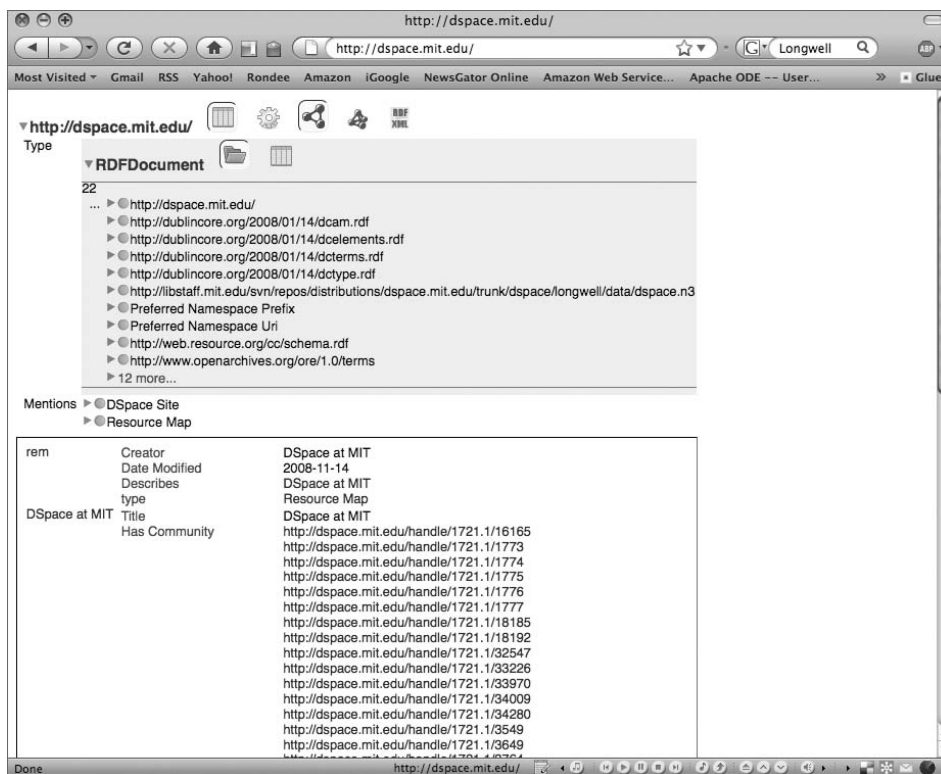 http://dspace.mit.edu/
http://dspace.mit.edu/ G Longwell ABP
Most Visited Gmail RSS Yahoo! Rondee Amazon iGoogle NewsGator Online Amazon Web Service... Apache ODE -- User... » Glue
http://dspace.mit.edu/ RDF XML
Type
RDFDocument
22
... http://dspace.mit.edu/
http://dublincore.org/2008/01/14/dcam.rdf
http://dublincore.org/2008/01/14/dcelements.rdf
http://dublincore.org/2008/01/14/dcterms.rdf
http://dublincore.org/2008/01/14/dctype.rdf
http://libstaff.mit.edu/svn/repos/distributions/dspace.mit.edu/trunk/dspace/longwell/data/dspace.n3
Preferred Namespace Prefix
Preferred Namespace Uri
http://web.resource.org/cc/schema.rdf
http://www.openarchives.org/ore/1.0/terms
12 more...
Mentions DSpace Site
Resource Map
rem Creator DSpace at MIT
Date Modified 2008-11-14
Describes DSpace at MIT
type Resource Map
DSpace at MIT Title DSpace at MIT
Has Community http://dspace.mit.edu/handle/1721.1/16165
http://dspace.mit.edu/handle/1721.1/1773
http://dspace.mit.edu/handle/1721.1/1774
http://dspace.mit.edu/handle/1721.1/1775
http://dspace.mit.edu/handle/1721.1/1776
http://dspace.mit.edu/handle/1721.1/1777
http://dspace.mit.edu/handle/1721.1/18185
http://dspace.mit.edu/handle/1721.1/18192
http://dspace.mit.edu/handle/1721.1/32547
http://dspace.mit.edu/handle/1721.1/33226
http://dspace.mit.edu/handle/1721.1/33970
http://dspace.mit.edu/handle/1721.1/34009
http://dspace.mit.edu/handle/1721.1/34280
http://dspace.mit.edu/handle/1721.1/3549
http://dspace.mit.edu/handle/1721.1/3649
Done http://dspace.mit.edu/